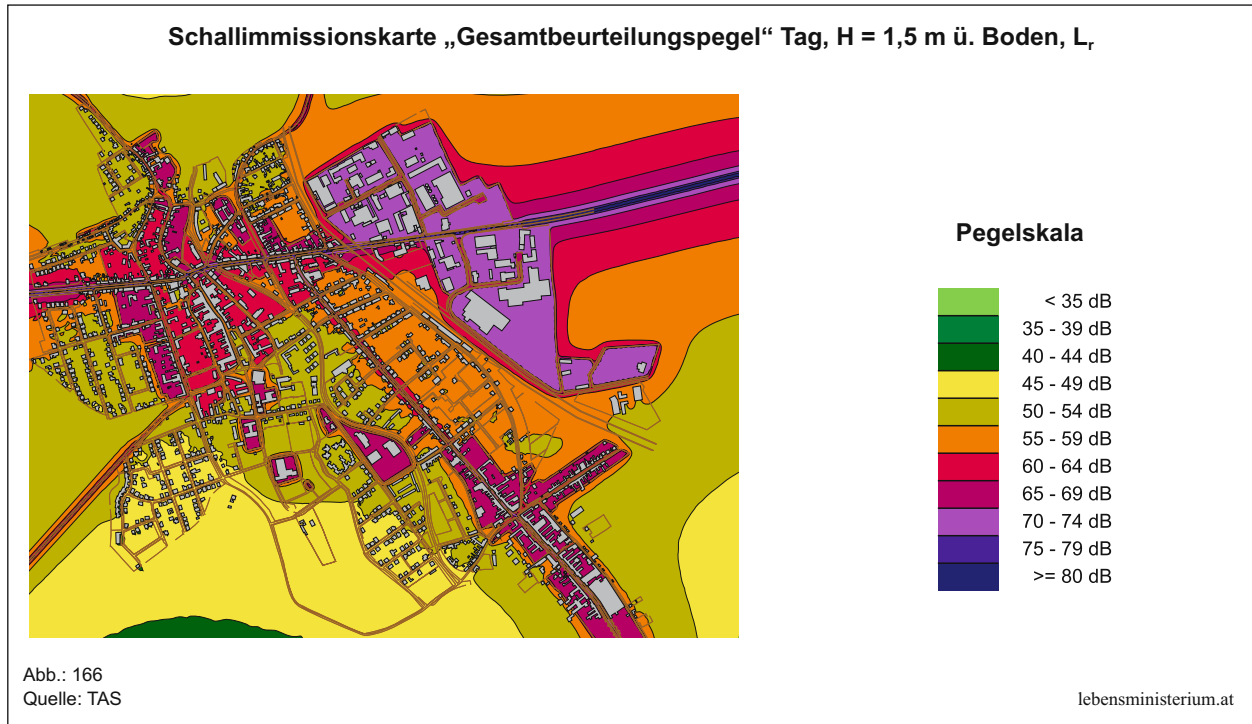 Schallimmissionskarte „Gesamtbeurteilungspegel“ Tag, H = 1,5 m ü. Boden, Lr
Pegelskala
< 35 dB
35 - 39 dB
40 - 44 dB
45 - 49 dB
50 - 54 dB
55 - 59 dB
60 - 64 dB
65 - 69 dB
70 - 74 dB
75 - 79 dB
>= 80 dB
Abb.: 166
Quelle: TAS
lebensministerium.at